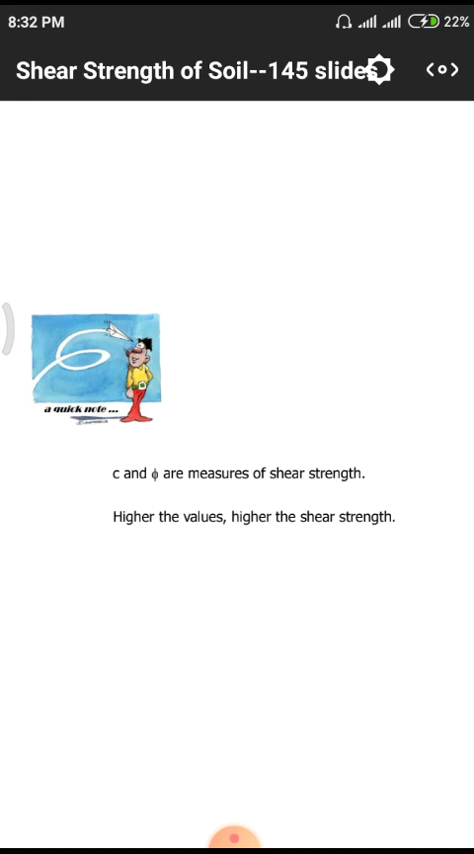 8:32 PM
22%
Shear Strength of Soil--145 slides
a quick note ...
c and ϕ are measures of shear strength.
Higher the values, higher the shear strength.